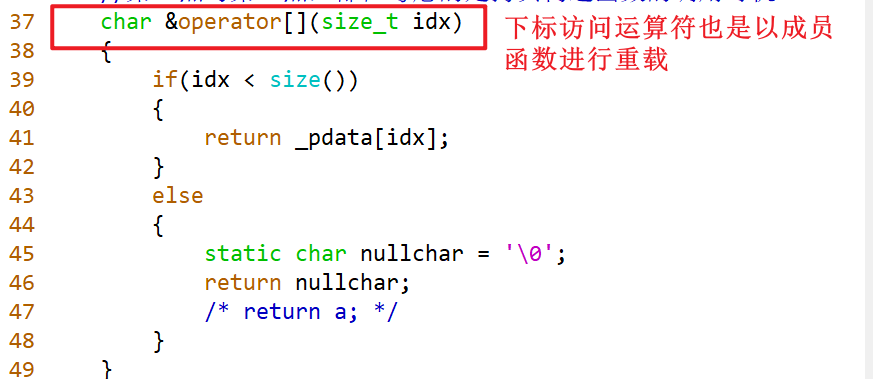 37 char &operator[](size_t idx)
下标访问运算符也是以成员
函数进行重载
38 {
39 if(idx < size())
40 {
41 return _pdata[idx];
42 }
43 else
44 {
45 static char nullchar = '\0';
46 return nullchar;
47 /* return a; */
48 }
49 }